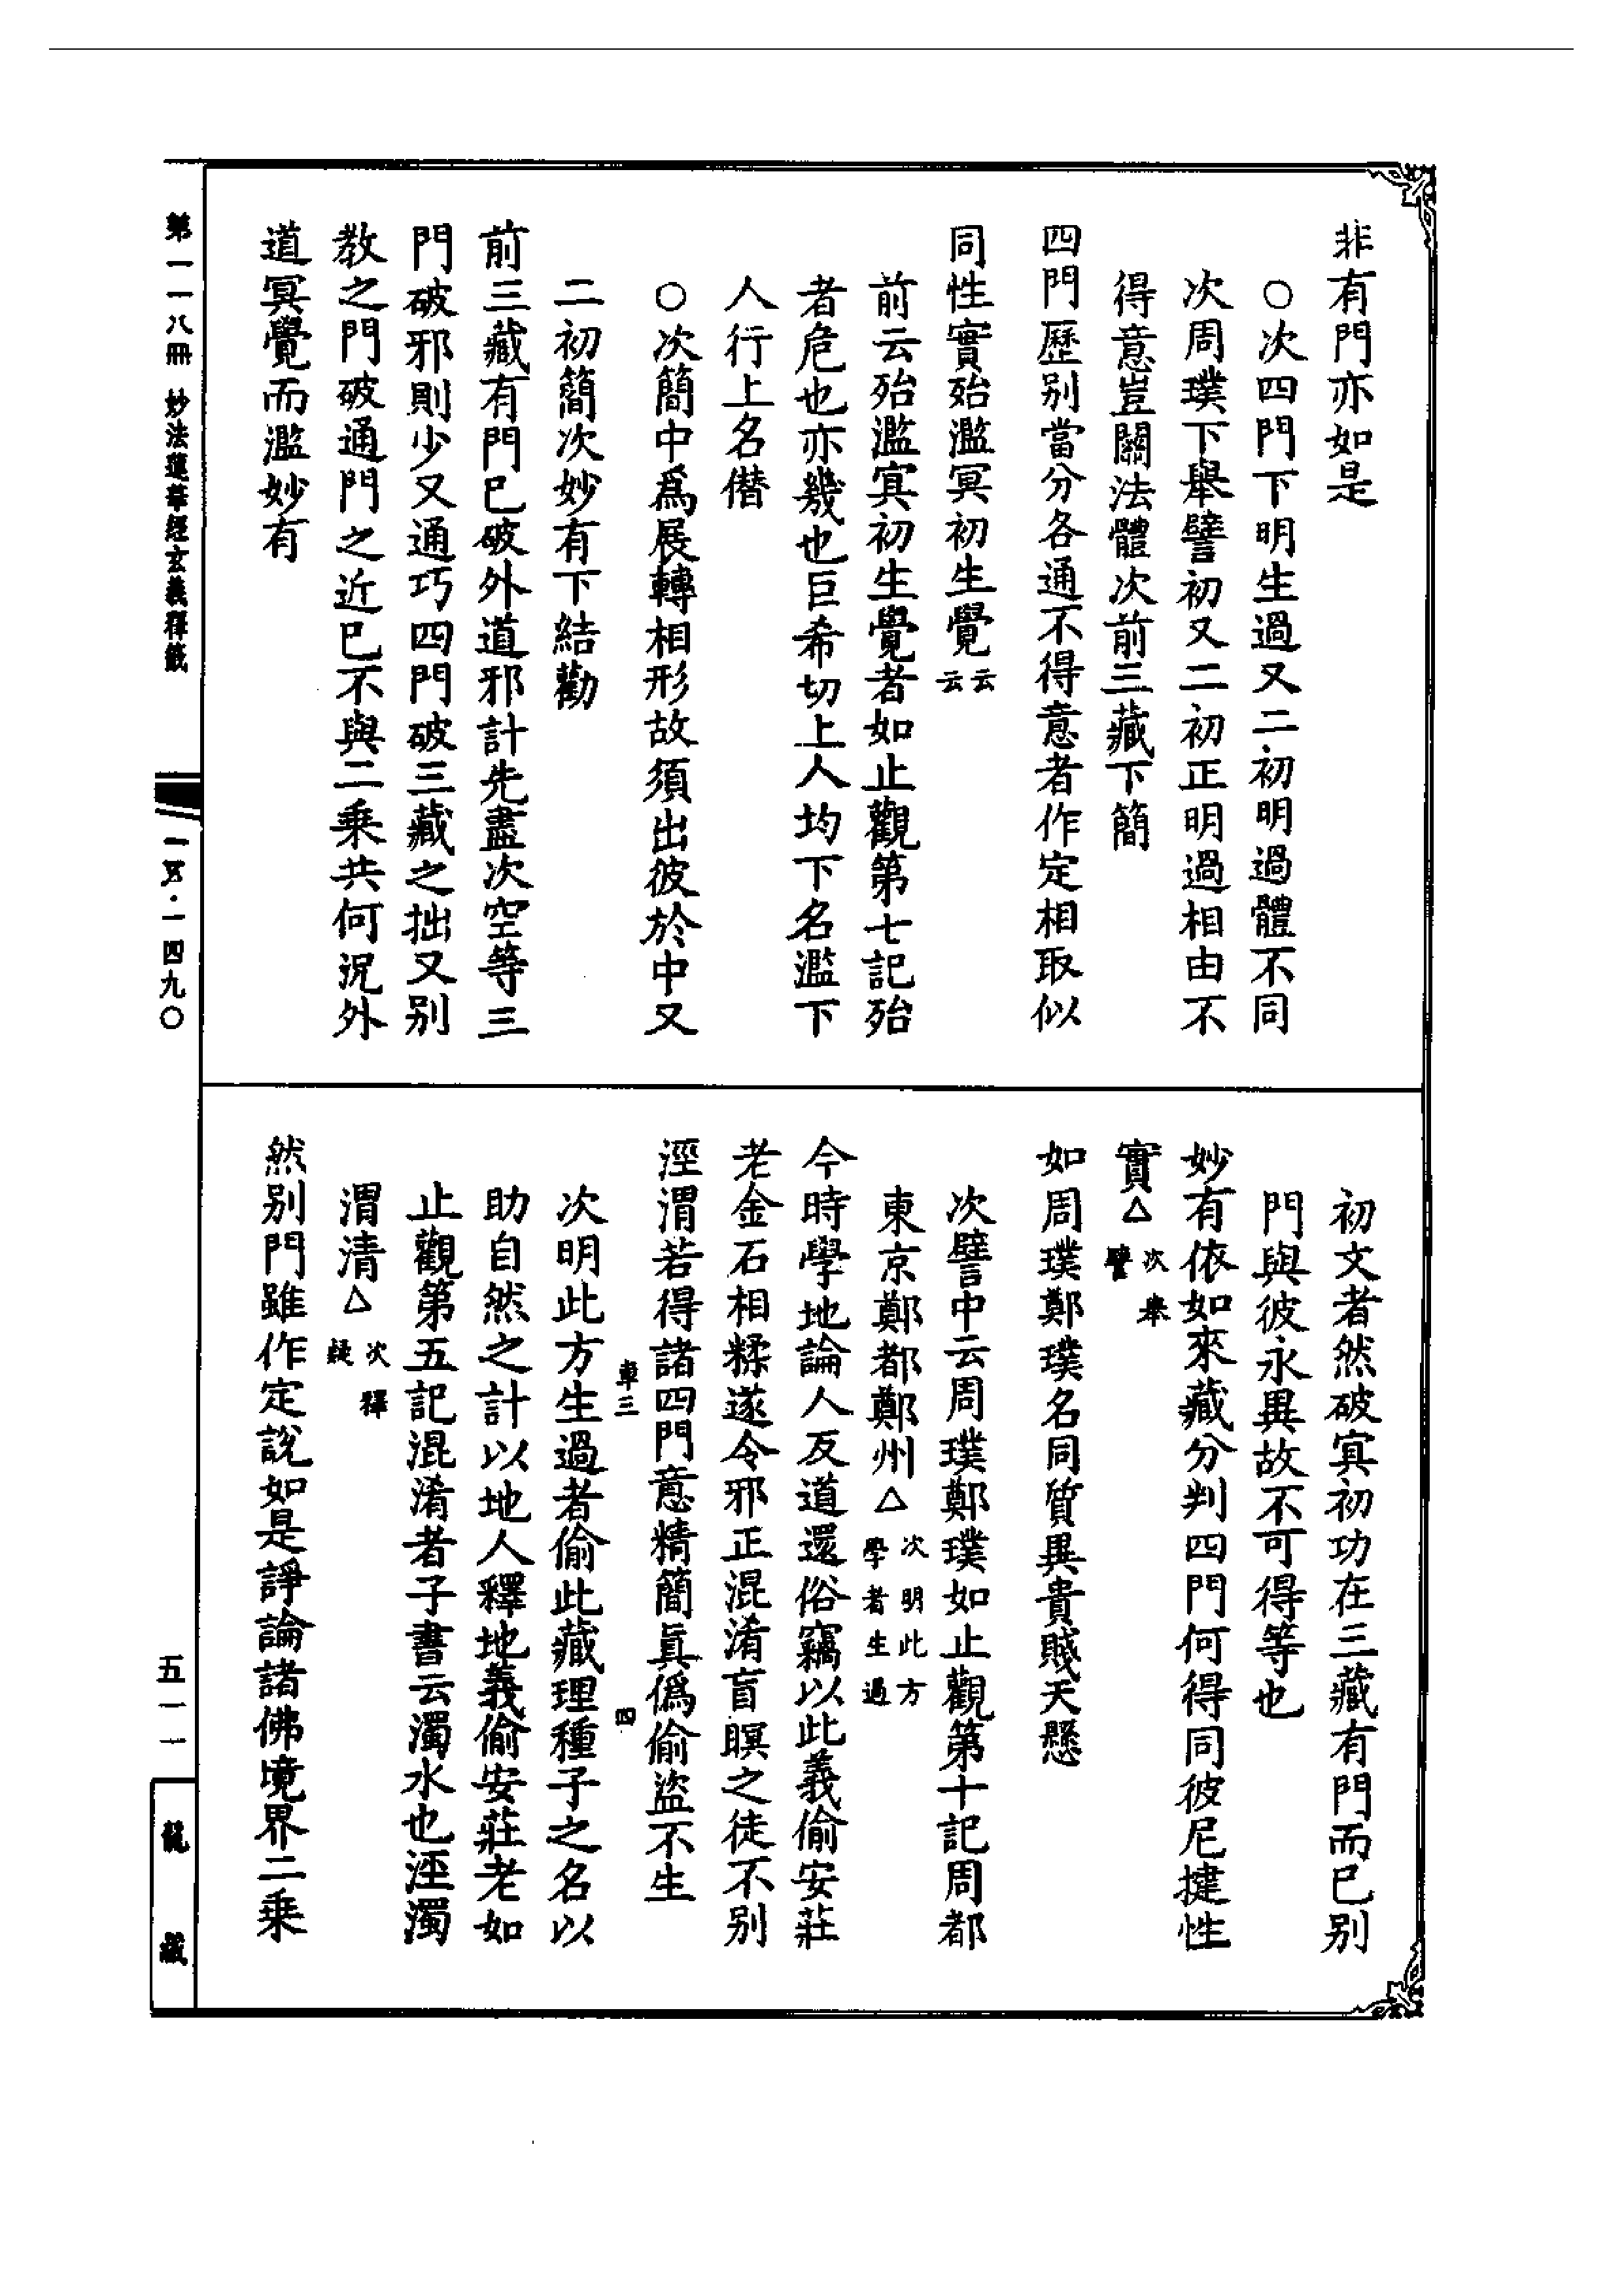 非有門亦如是
○次四門下明生過又二初明過體不同
次周璞下舉譬初又二初正明過相由不
得意豈關法體次前三藏下簡
四門歷別當分各通不得意者作定相取似
同性實殆濫冥初生覺云云
前云殆濫冥初生覺者如止觀第七記殆
者危也亦幾也巨希切上人均下名濫下
人行上名僣
○次簡中為展轉相形故須出彼於中又
二初簡次妙有下結勸
前三藏有門巳破外道邪計先盡次空等三
門破邪則少又通巧四門破三藏之拙又別
教之門破通門之近巳不與二乘共何況外
道冥覺而濫妙有
初文者然破冥初功在三藏有門而巳別
門與彼永異故不可得等也
妙有依如來藏分判四門何得同彼尼揵性
實△次舉譬
如周璞鄭璞名同質異貴賤天懸
次譬中云周璞鄭璞如止觀第十記周都
東京鄭都鄭州△次明此方學者生過
今時學地論人反道還俗竊以此義偷安莊
老金石相糅遂令邪正混淆盲瞑之徒不別
涇渭若得諸四門意精簡真偽偷盜不生
車三 四
次明此方生過者偷此藏理種子之名以
助自然之計以地人釋地義偷安莊老如
止觀第五記混淆者子書云濁水也涇濁
渭清△次釋疑
然別門雖作定說如是諍論諸佛境界二乘
第一一八冊 妙法蓮華經玄義釋籤
一四九〇
五一一
龍藏